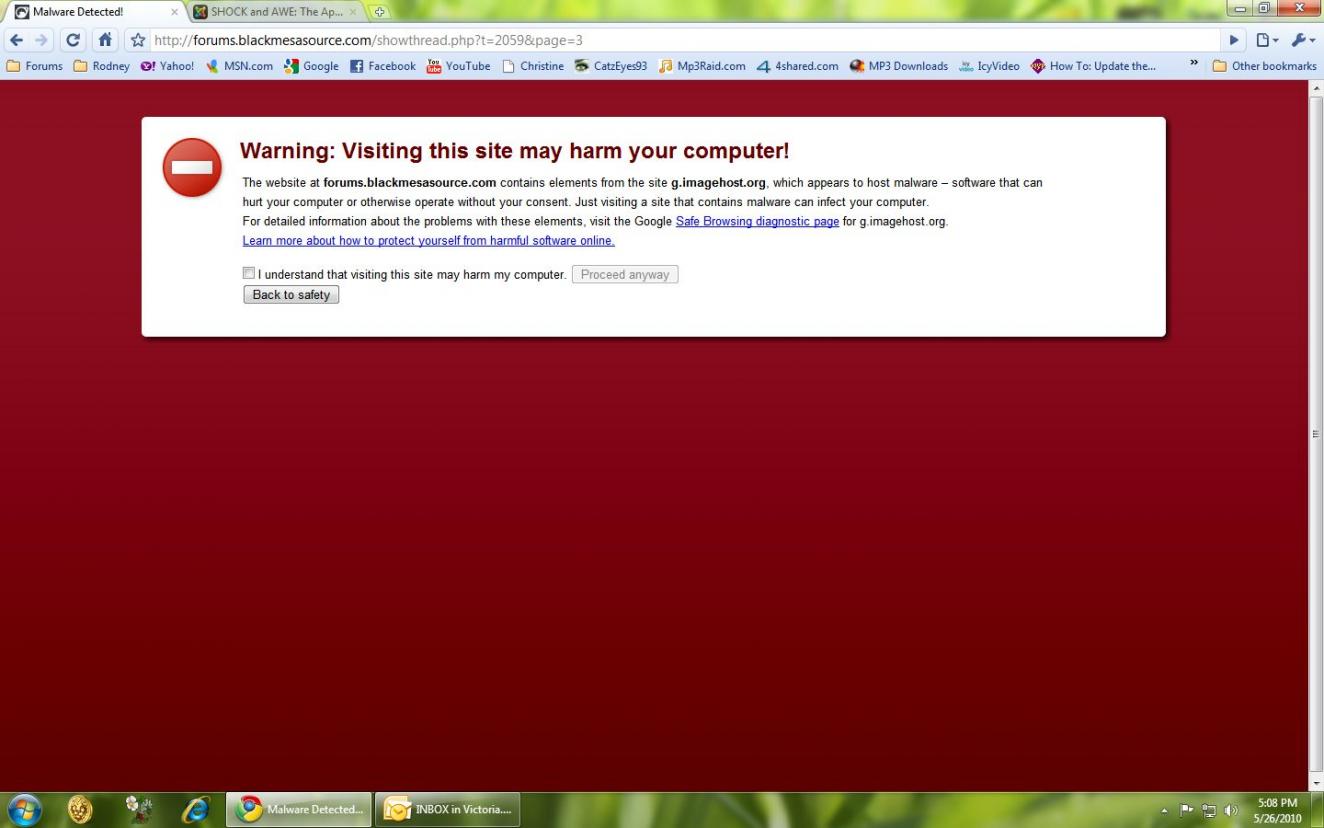 Malware Detected!
SHOCK and AWE: The Ap...
http://forums.blackmesasource.com/showthread.php?t=2059&page=3
Forums Rodney Yahoo! MSN.com Google Facebook YouTube Christine CatzEyes93 Mp3Raid.com 4shared.com MP3 Downloads IcyVideo How To: Update the... » Other bookmarks
Warning: Visiting this site may harm your computer!
The website at forums.blackmesasource.com contains elements from the site g.imagehost.org, which appears to host malware – software that can
hurt your computer or otherwise operate without your consent. Just visiting a site that contains malware can infect your computer.
For detailed information about the problems with these elements, visit the Google Safe Browsing diagnostic page for g.imagehost.org.
Learn more about how to protect yourself from harmful software online.
I understand that visiting this site may harm my computer. Proceed anyway
Back to safety
Malware Detected... INBOX in Victoria....
5:08 PM
5/26/2010